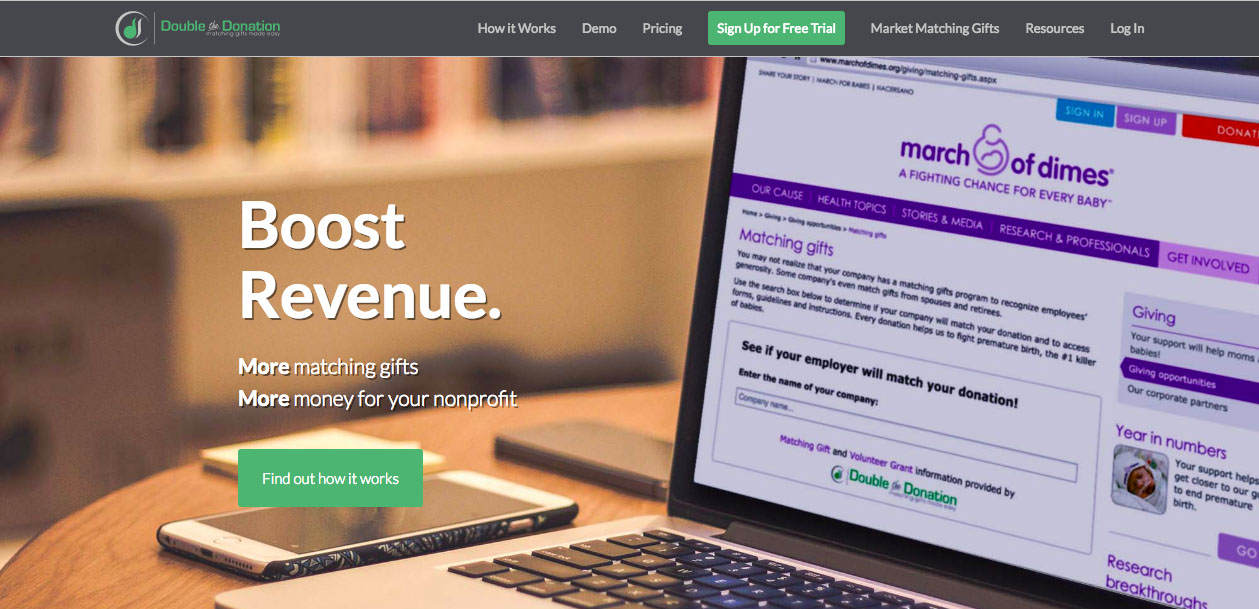 Double the Donation
matching gifts made easy
How it Works
Demo
Pricing
Sign Up for Free Trial
Market Matching Gifts
Resources
Log In
Boost
Revenue.
More matching gifts
More money for your nonprofit
Find out how it works
www.marchofdimes.org/giving/matching-gifts.aspx
SHARE YOUR STORY | MARCH FOR BABIES | NACERSANO
SIGN IN
SIGN UP
march of dimes®
A FIGHTING CHANCE FOR EVERY BABY™
OUR CAUSE
HEALTH TOPICS
STORIES & MEDIA
RESEARCH & PROFESSIONALS
GET INVOLVED
Home > Giving > Giving opportunities > Matching gifts
Matching gifts
You may not realize that your company has a matching gifts program to recognize employees'
generosity. Some company's even match gifts from spouses and retirees.
Use the search box below to determine if your company will match your donation and to access
forms, guidelines and instructions. Every donation helps us to fight premature birth, the #1 killer
of babies.
See if your employer will match your donation!
Enter the name of your company:
Company name...
Matching Gift and Volunteer Grant information provided by
Double the Donation
matching gifts made easy
Giving
Your support will help moms
babies!
Giving opportunities
Our corporate partners
Year in numbers
Your support helps
get closer to our
to end premature
birth.
GO
Research
breakthroughs